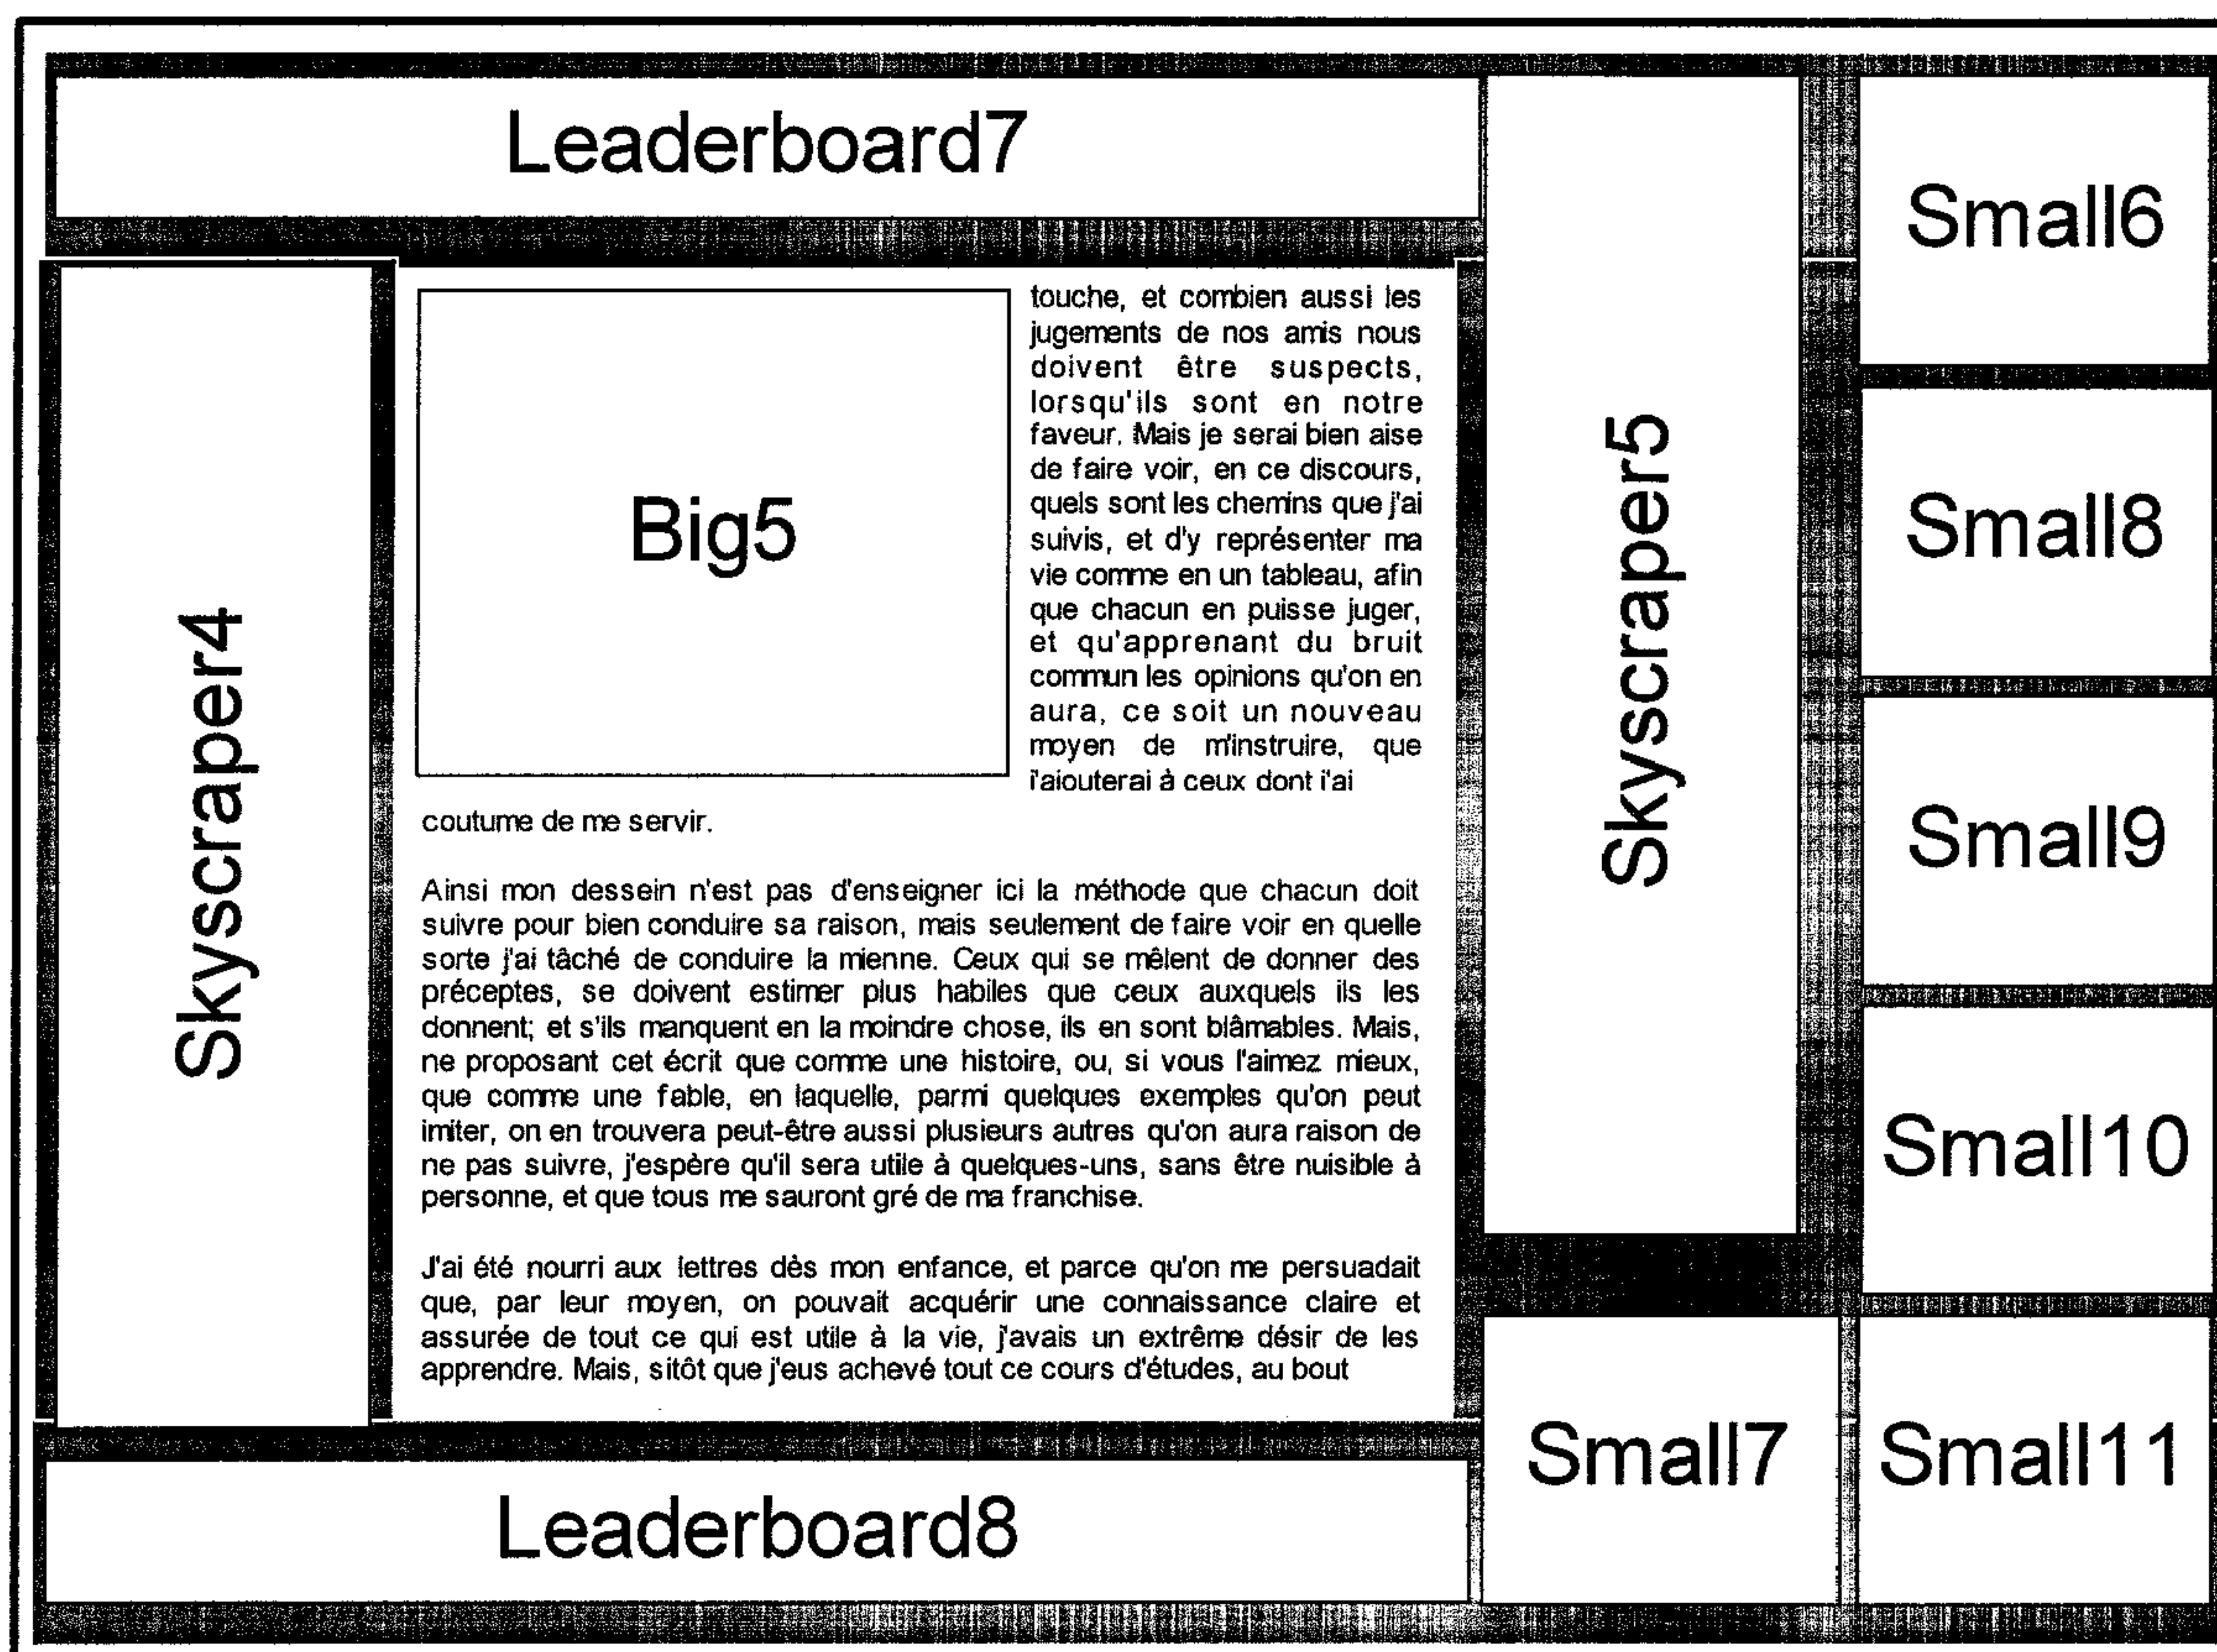 Leaderboard7
Small6
touche, et combien aussi les
jugements de nos amis nous
doivent être suspects,
lorsqu'ils sont en notre
faveur. Mais je serai bien aise
de faire voir, en ce discours,
quels sont les chemins que j'ai
suivis, et d'y représenter ma
vie comme en un tableau, afin
que chacun en puisse juger,
et qu'apprenant du bruit
commun les opinions qu'on en
aura, ce soit un nouveau
moyen de m'instruire, que
j'ajouterai à ceux dont j'ai
Big5
Skyscraper5
Small8
Skyscraper4
Small9
coutume de me servir.
Ainsi mon dessein n'est pas d'enseigner ici la méthode que chacun doit
suivre pour bien conduire sa raison, mais seulement de faire voir en quelle
sorte j'ai tâché de conduire la mienne. Ceux qui se mêlent de donner des
préceptes, se doivent estimer plus habiles que ceux auxquels ils les
donnent; et s'ils manquent en la moindre chose, ils en sont blâmables. Mais,
ne proposant cet écrit que comme une histoire, ou, si vous l'aimez mieux,
que comme une fable, en laquelle, parmi quelques exemples qu'on peut
imiter, on en trouvera peut-être aussi plusieurs autres qu'on aura raison de
ne pas suivre, j'espère qu'il sera utile à quelques-uns, sans être nuisible à
personne, et que tous me sauront gré de ma franchise.
Small10
J'ai été nourri aux lettres dès mon enfance, et parce qu'on me persuadait
que, par leur moyen, on pouvait acquérir une connaissance claire et
assurée de tout ce qui est utile à la vie, j'avais un extrême désir de les
apprendre. Mais, sitôt que j'eus achevé tout ce cours d'études, au bout
Small7
Small11
Leaderboard8